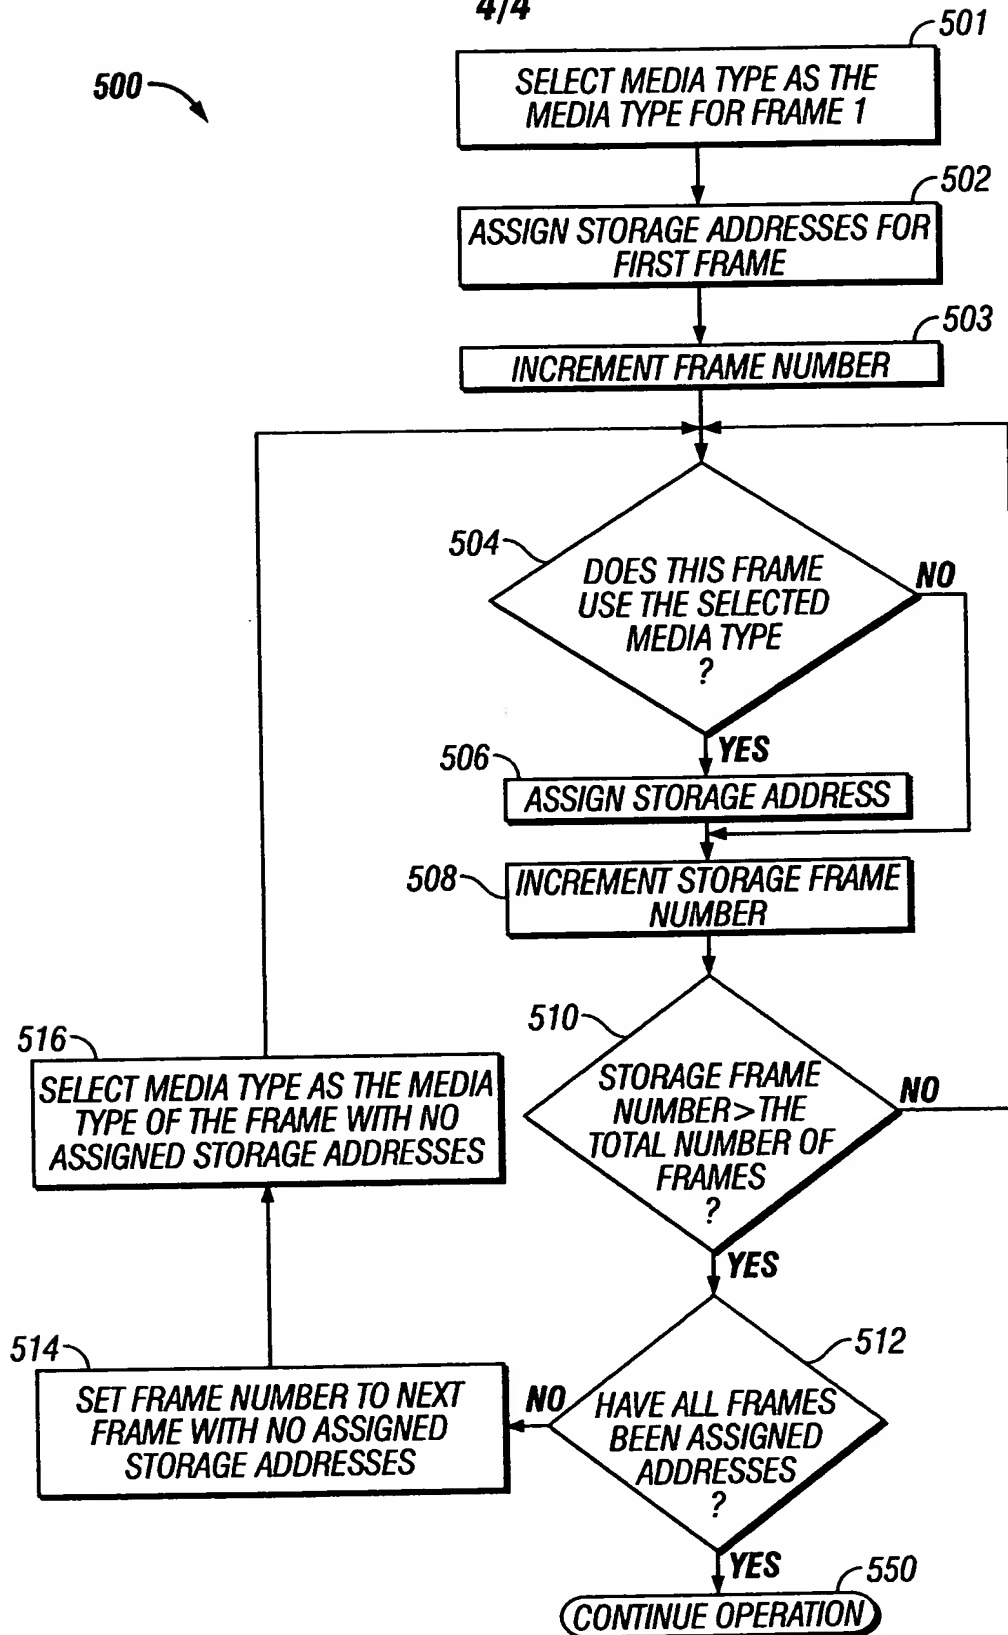 4/4
500
501
SELECT MEDIA TYPE AS THE
MEDIA TYPE FOR FRAME 1
502
ASSIGN STORAGE ADDRESSES FOR
FIRST FRAME
503
INCREMENT FRAME NUMBER
504
DOES THIS FRAME
USE THE SELECTED
MEDIA TYPE
?
NO
YES
506
ASSIGN STORAGE ADDRESS
508
INCREMENT STORAGE FRAME
NUMBER
510
STORAGE FRAME
NUMBER>THE
TOTAL NUMBER OF
FRAMES
?
NO
YES
516
SELECT MEDIA TYPE AS THE MEDIA
TYPE OF THE FRAME WITH NO
ASSIGNED STORAGE ADDRESSES
514
SET FRAME NUMBER TO NEXT
FRAME WITH NO ASSIGNED
STORAGE ADDRESSES
512
NO
HAVE ALL FRAMES
BEEN ASSIGNED
ADDRESSES
?
YES
550
CONTINUE OPERATION